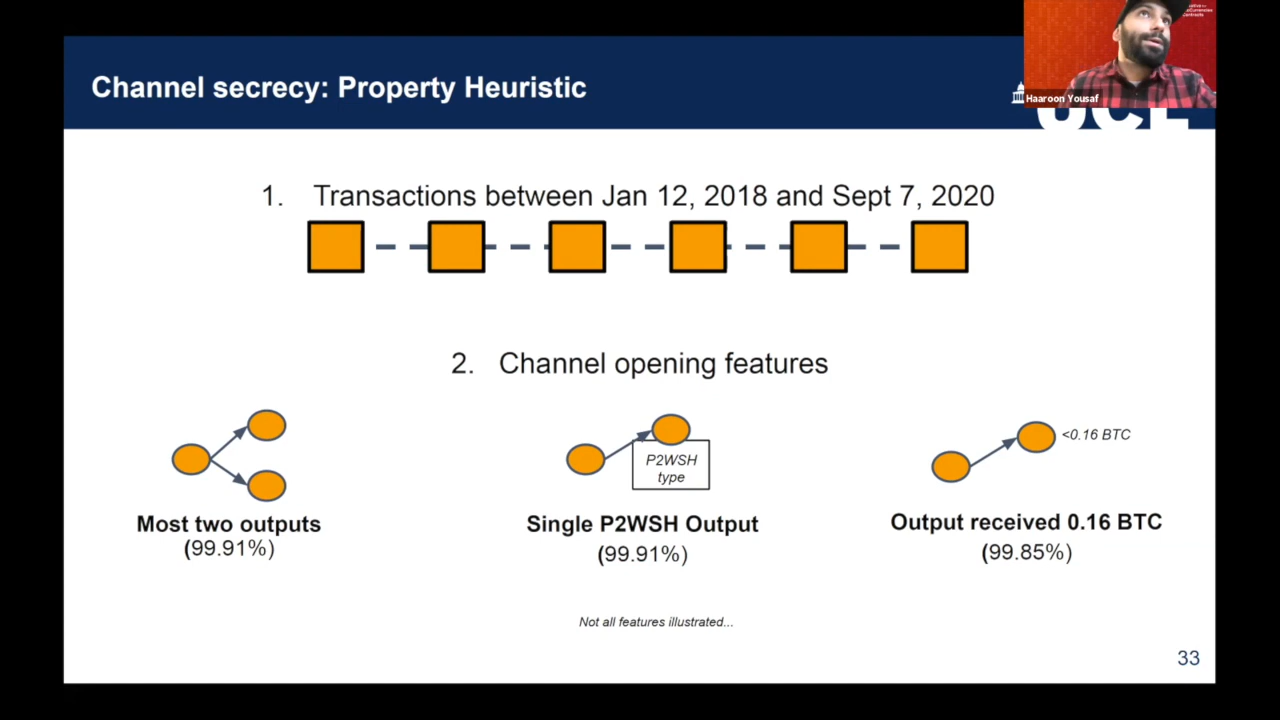 Channel secrecy: Property Heuristic
Haaroon Yousaf
UCL
1. Transactions between Jan 12, 2018 and Sept 7, 2020
2. Channel opening features
P2WSH
type
<0.16 BTC
Most two outputs
(99.91%)
Single P2WSH Output
(99.91%)
Output received 0.16 BTC
(99.85%)
Not all features illustrated...
33